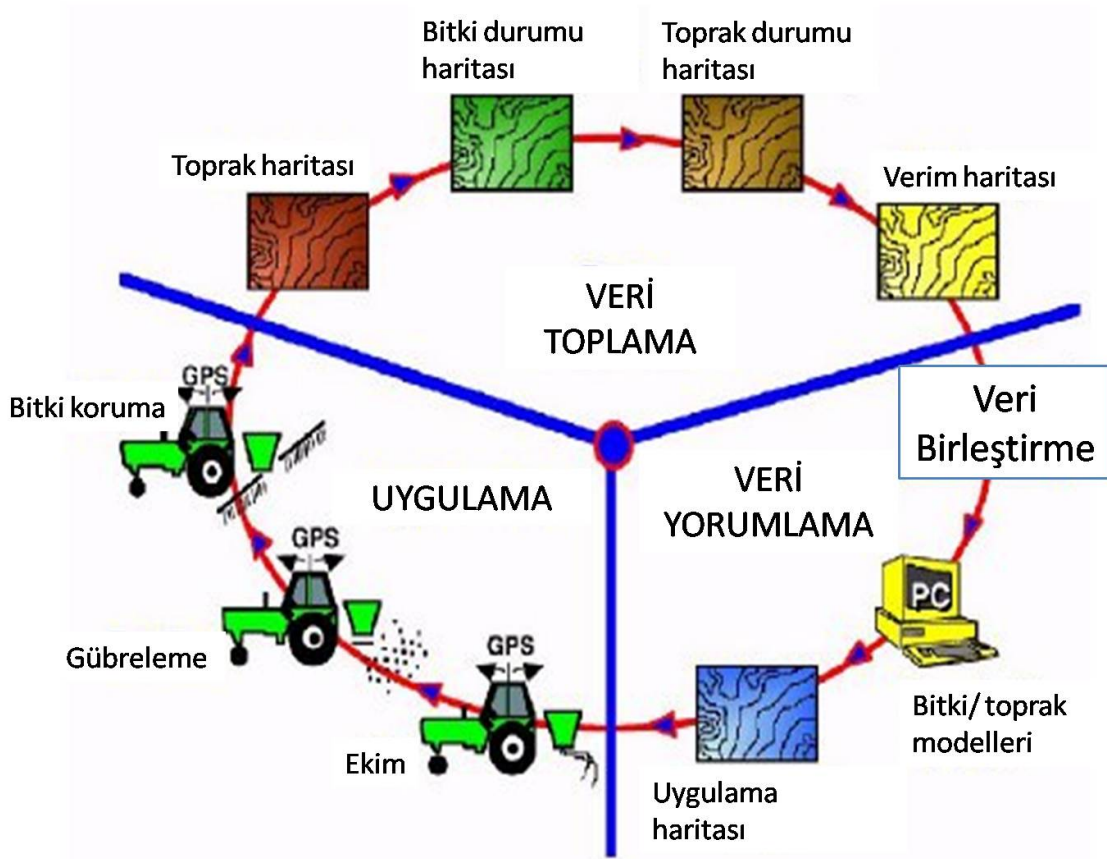 Bitki durumu
haritası
Toprak durumu
haritası
Toprak haritası
Verim haritası
VERİ
TOPLAMA
Veri
Birleştirme
GPS
Bitki koruma
UYGULAMA
VERİ
YORUMLAMA
GPS
PC
Gübreleme
GPS
Bitki/ toprak
modelleri
Ekim
Uygulama
haritası